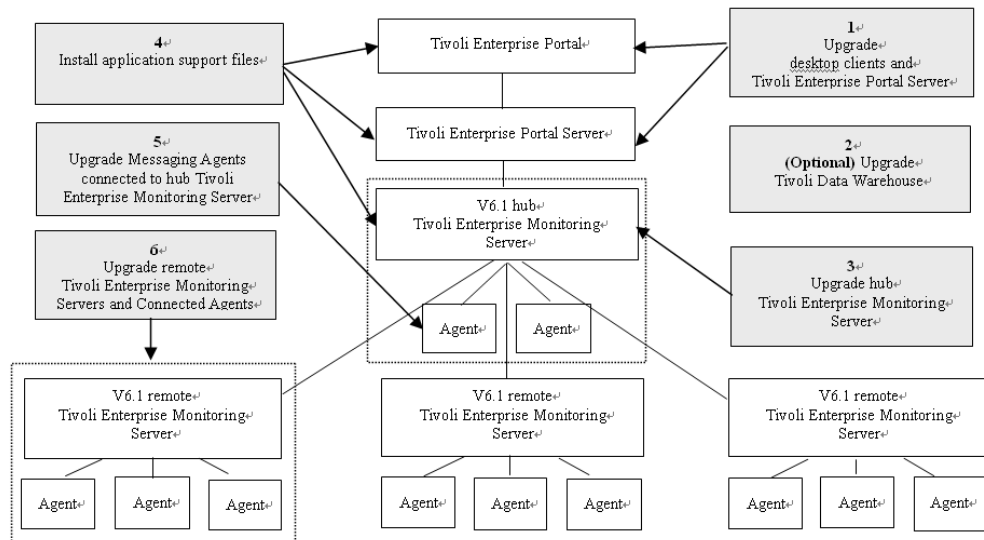 4
Install application support files
Tivoli Enterprise Portal
1
Upgrade
desktop clients and
Tivoli Enterprise Portal Server
5
Upgrade Messaging Agents
connected to hub Tivoli
Enterprise Monitoring Server
Tivoli Enterprise Portal Server
2
(Optional) Upgrade
Tivoli Data Warehouse
6
Upgrade remote
Tivoli Enterprise Monitoring
Servers and Connected Agents
V6.1 hub
Tivoli Enterprise Monitoring
Server
3
Upgrade hub
Tivoli Enterprise Monitoring
Server
Agent
Agent
V6.1 remote
Tivoli Enterprise Monitoring
Server
V6.1 remote
Tivoli Enterprise Monitoring
Server
V6.1 remote
Tivoli Enterprise Monitoring
Server
Agent
Agent
Agent
Agent
Agent
Agent
Agent
Agent
Agent